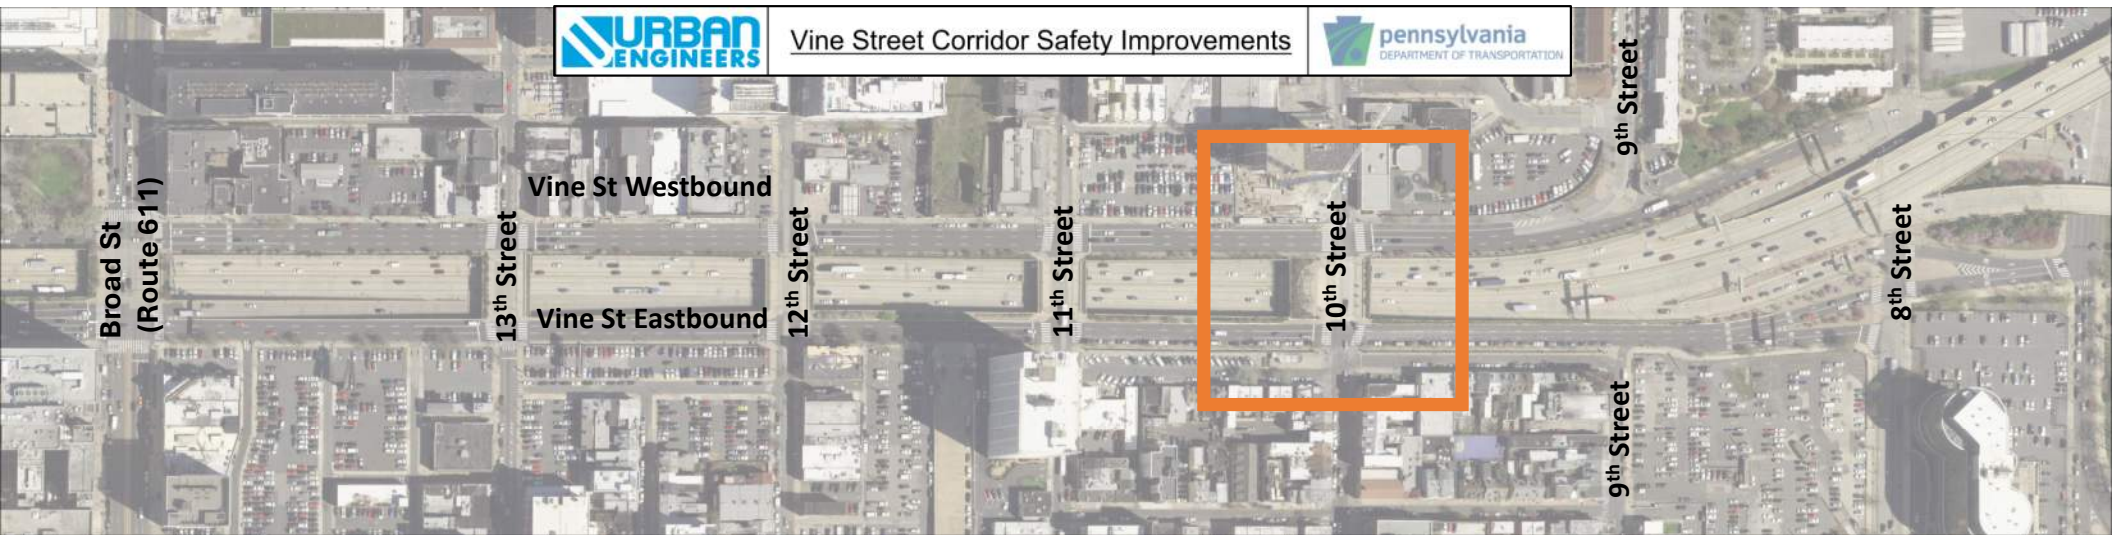 URBAN
ENGINEERS
Vine Street Corridor Safety Improvements
pennsylvania
DEPARTMENT OF TRANSPORTATION
Broad St
(Route 611)
13th Street
Vine St Westbound
Vine St Eastbound
12th Street
11th Street
10th Street
9th Street
9th Street
8th Street